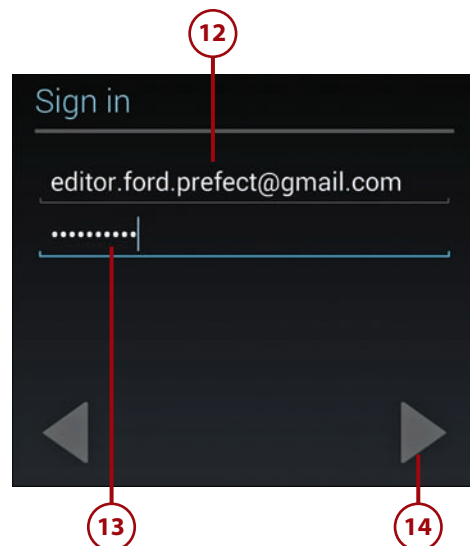 12
Sign in
editor.ford.prefect@gmail.com
••••••••••
13
14